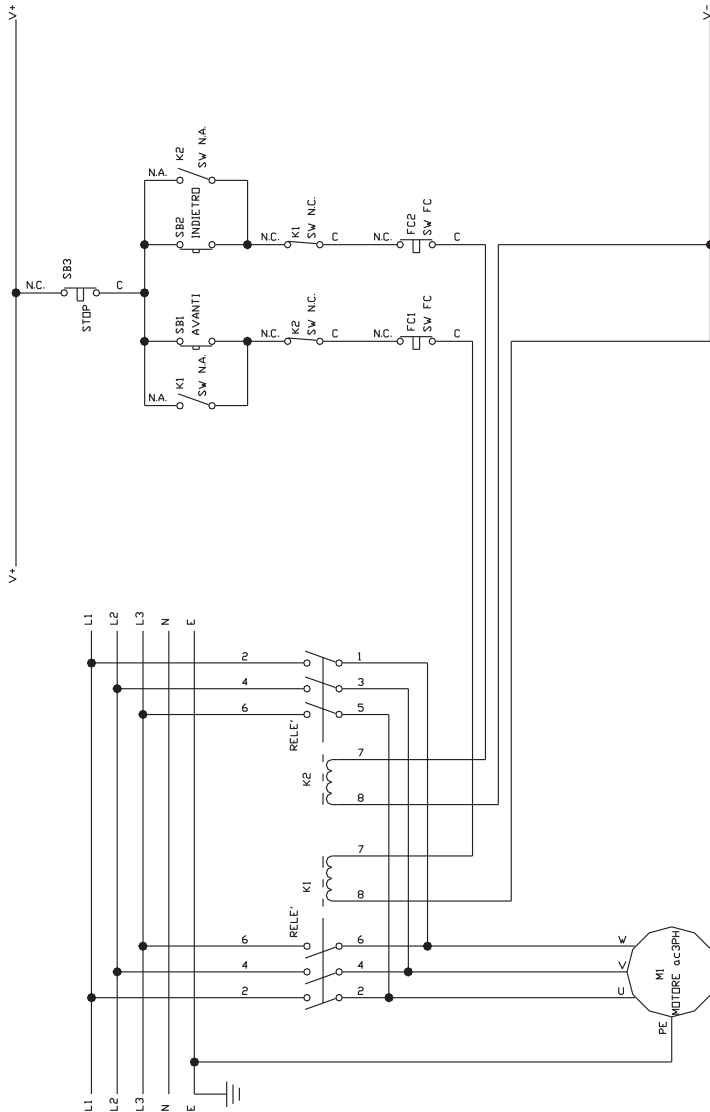 V+
V-
K2
N.A.
SW N.A.
SB2
INDIETRO
K1
N.C.
SW N.C.
C
FC2
N.C.
SW FC
C
SB3
N.C.
C
STOP
SB1
AVANTI
K2
N.C.
SW N.C.
C
FC1
N.C.
SW FC
C
K1
N.A.
SW N.A.
V+
L1
L2
L3
N
E
2
1
4
3
6
5
RELE'
7
K2
8
7
K1
8
RELE'
6
6
W
4
4
V
2
2
U
M1
MOTORE ac3PH
PE
L1
L2
L3
N
E